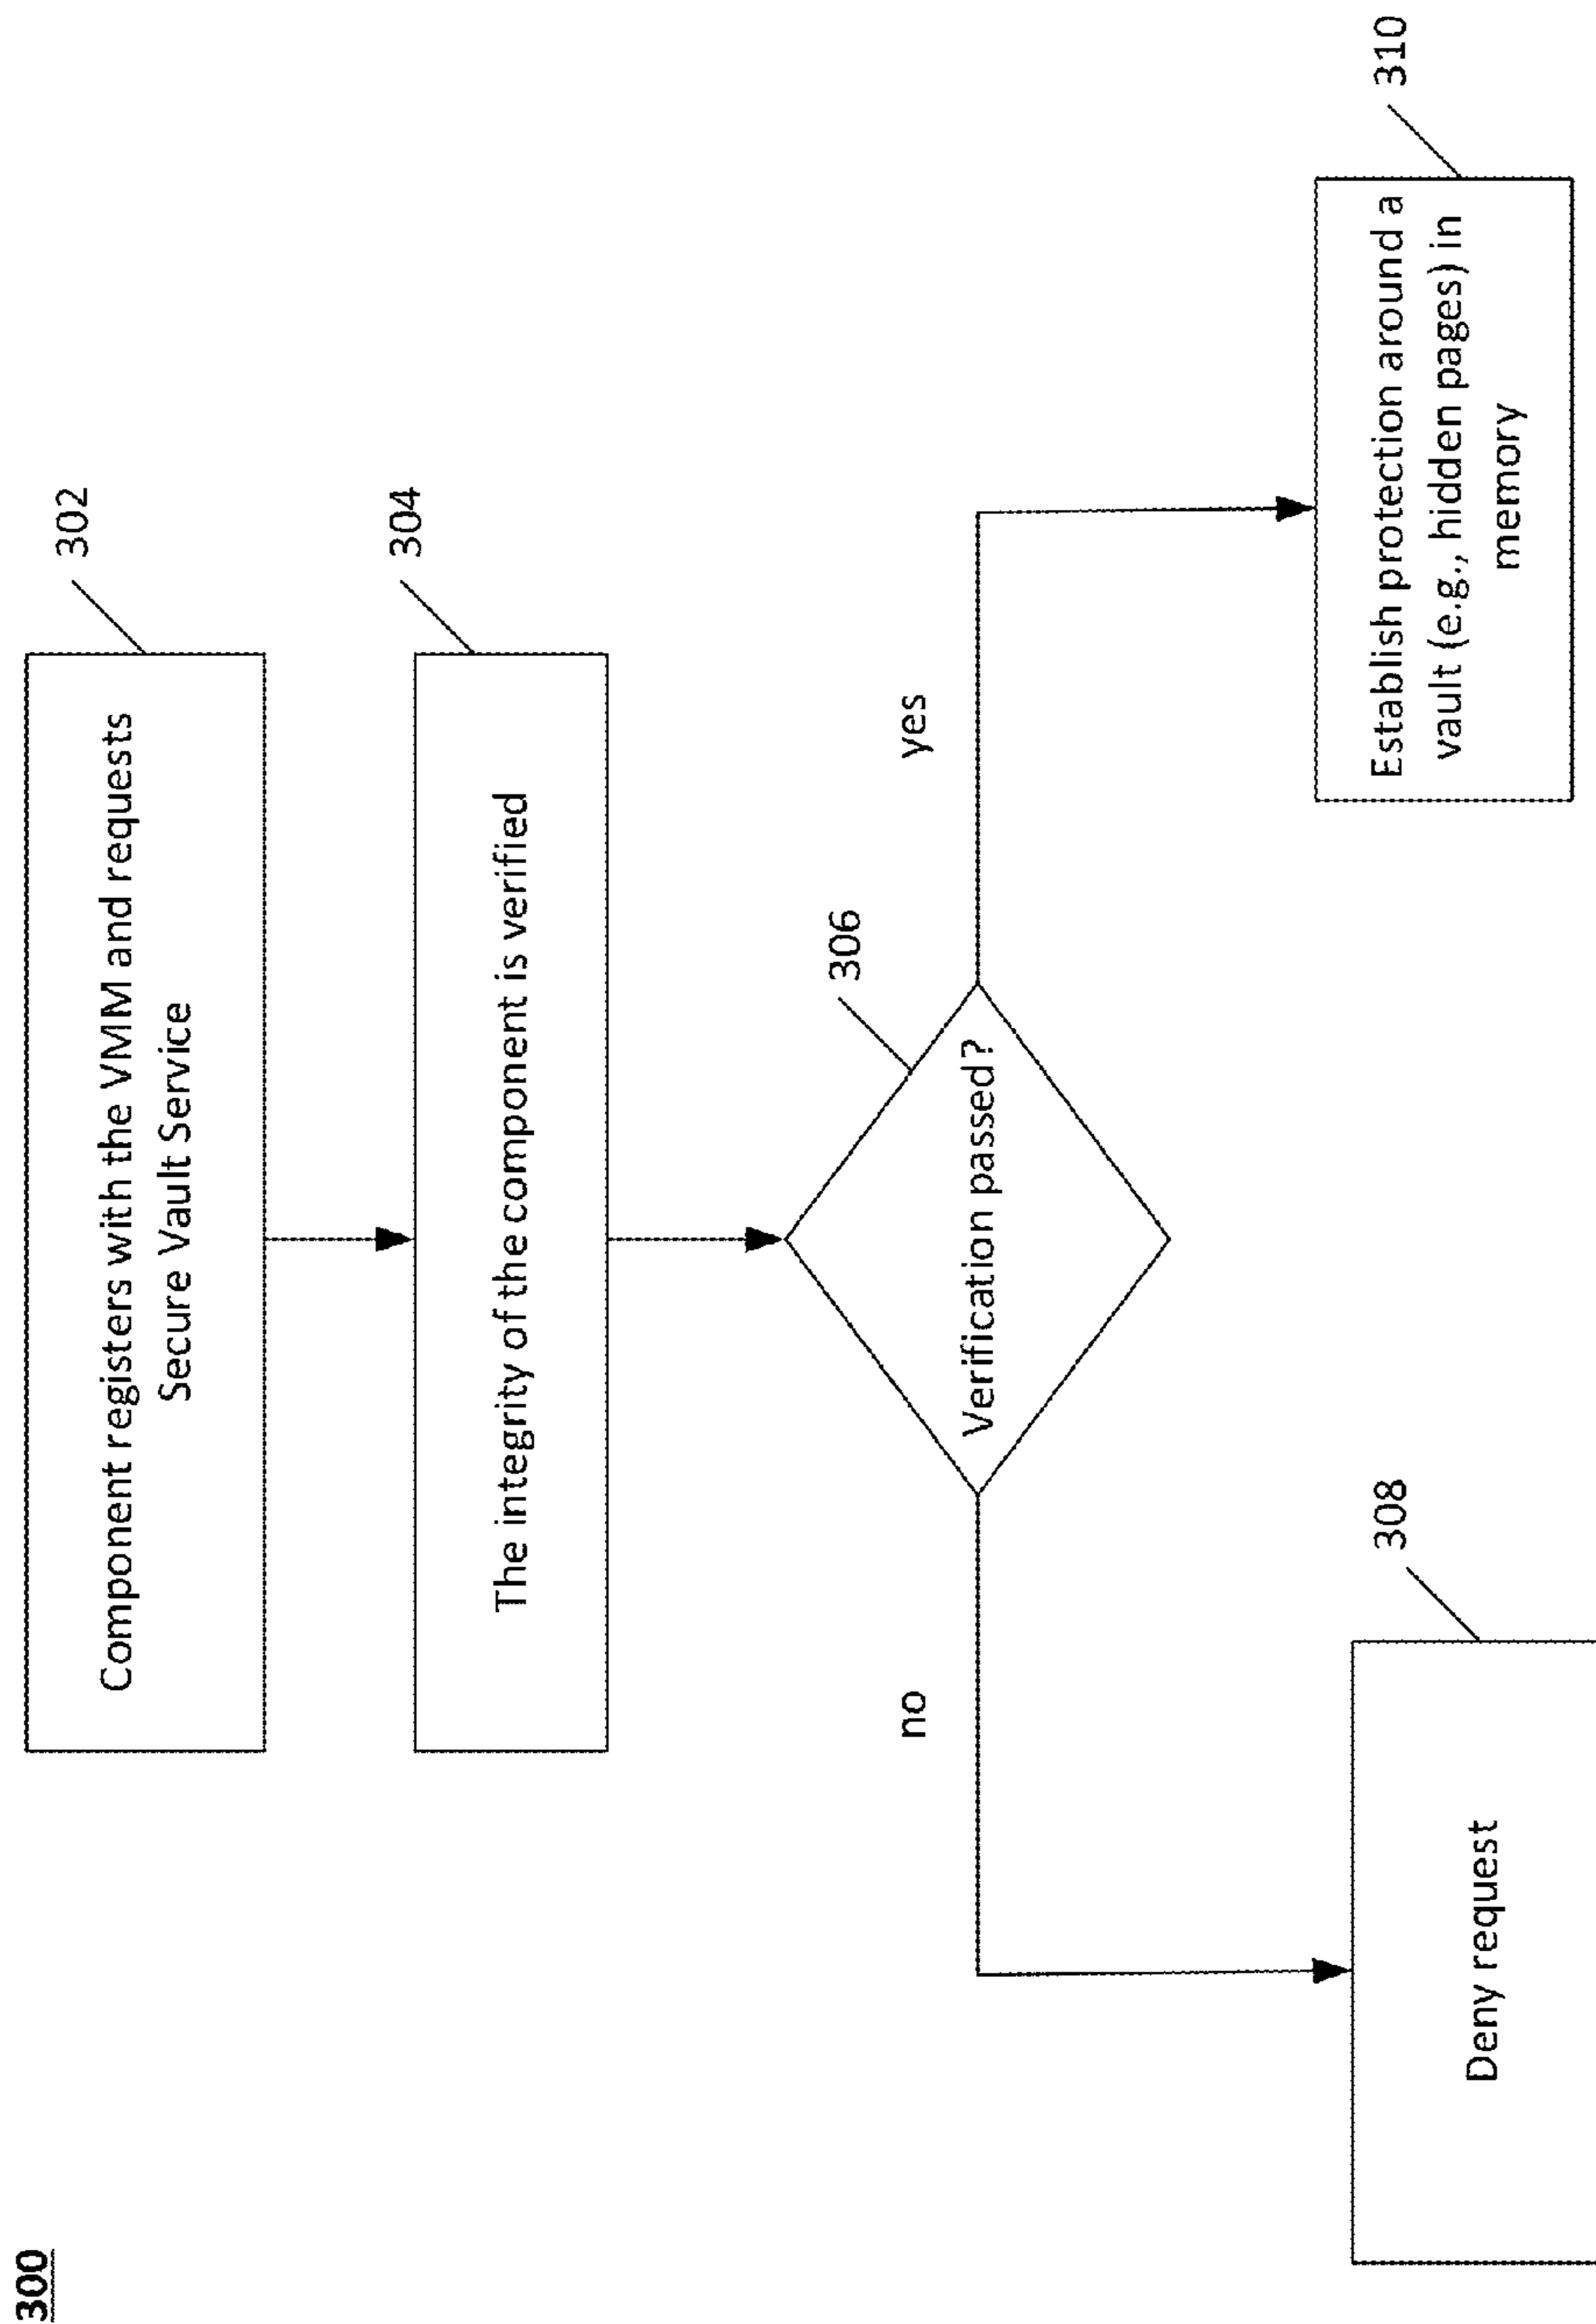 300
302
Component registers with the VMM and requests
Secure Vault Service
304
The integrity of the component is verified
306
Verification passed?
no
yes
308
Deny request
310
Establish protection around a
vault (e.g., hidden pages) in
memory